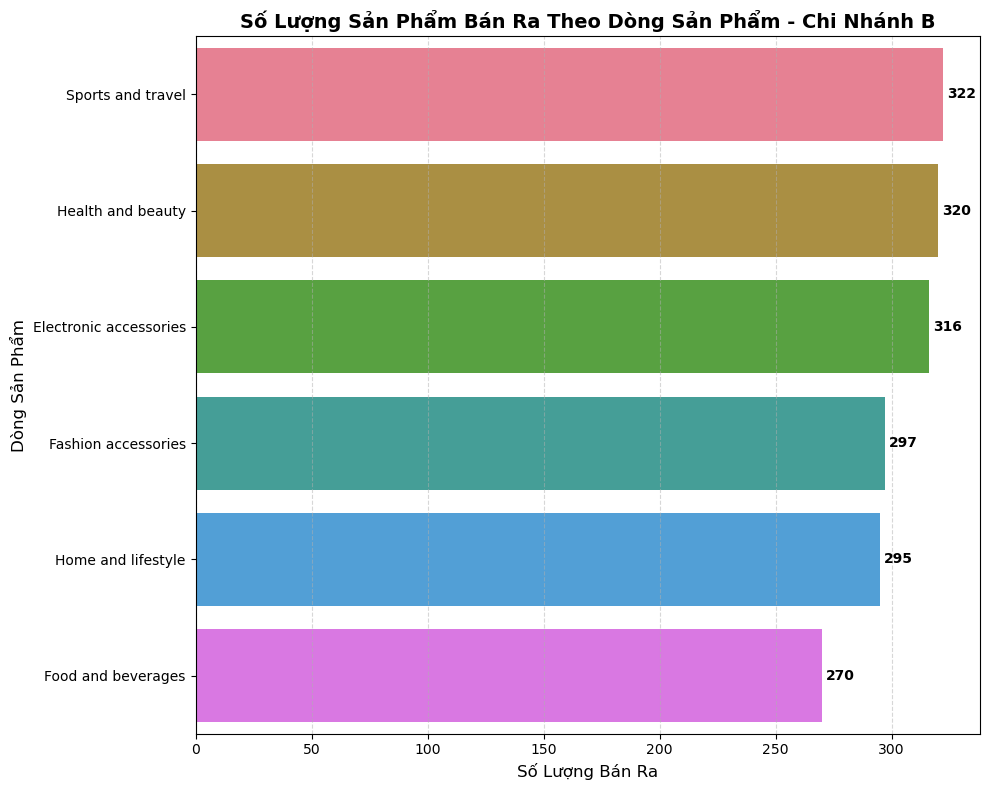 Số Lượng Sản Phẩm Bán Ra Theo Dòng Sản Phẩm - Chi Nhánh B
Dòng Sản Phẩm
Sports and travel
322
Health and beauty
320
Electronic accessories
316
Fashion accessories
297
Home and lifestyle
295
Food and beverages
270
0 50 100 150 200 250 300
Số Lượng Bán Ra